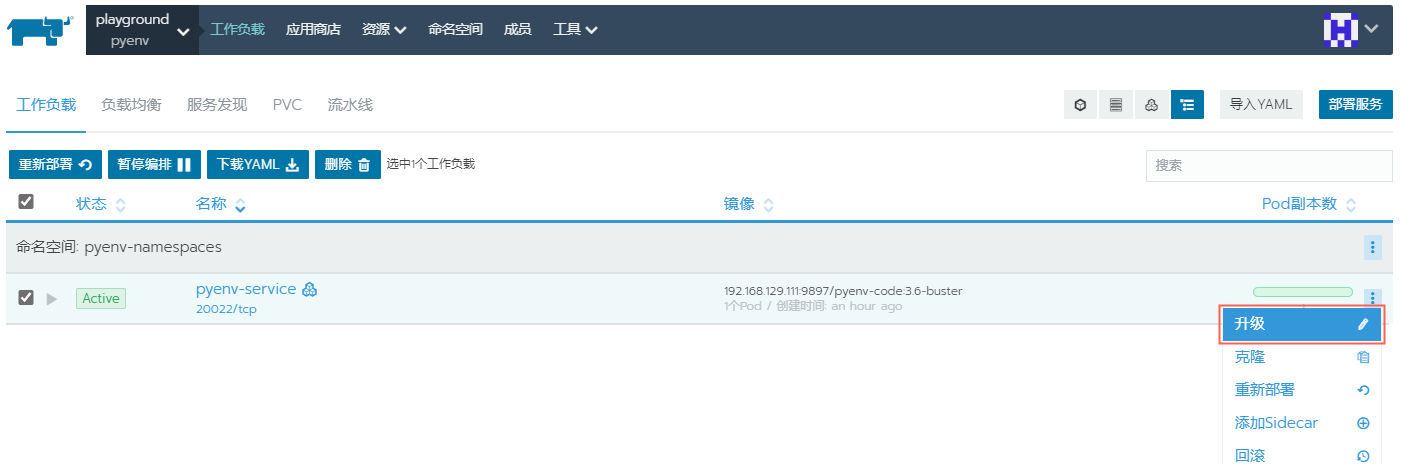 playground
pyenv
工作负载 应用商店 资源 命名空间 成员 工具
工作负载 负载均衡 服务发现 PVC 流水线 导入YAML 部署服务
重新部署 暂停编排 下载YAML 删除 选中1个工作负载 搜索
状态 名称 镜像 Pod副本数
命名空间: pyenv-namespaces
Active pyenv-service 192.168.129.111:9897/pyenv-code:3.6-buster
20022/tcp 1个Pod / 创建时间: an hour ago
升级
克隆
重新部署
添加Sidecar
回滚